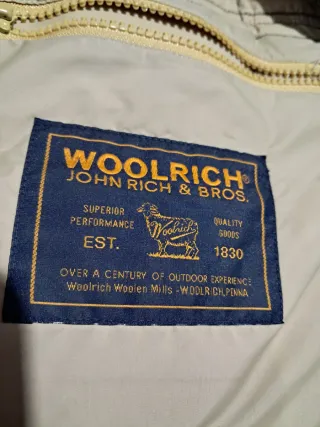 WOOLRICH®
JOHN RICH & BROS.
SUPERIOR PERFORMANCE
Woolrich
QUALITY GOODS
EST.
1830
OVER A CENTURY OF OUTDOOR EXPERIENCE
Woolrich Woolen Mills - WOOLRICH, PENNA